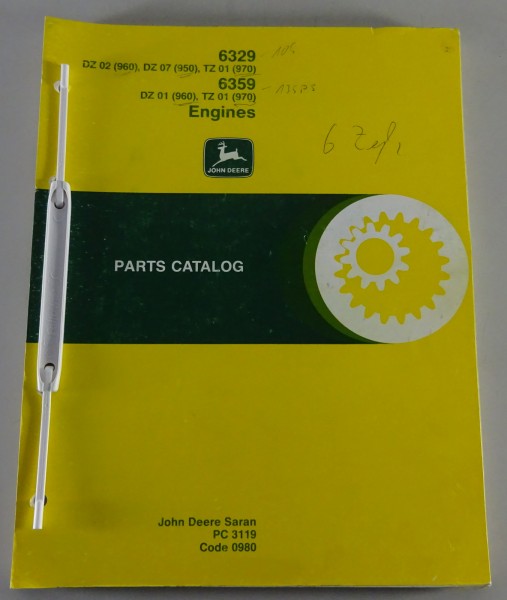 6329
DZ 02 (960), DZ 07 (950), TZ 01 (970)
6359
DZ 01 (960), TZ 01 (970)
Engines
JOHN DEERE
6
PARTS CATALOG
John Deere Saran
PC 3119
Code 0980